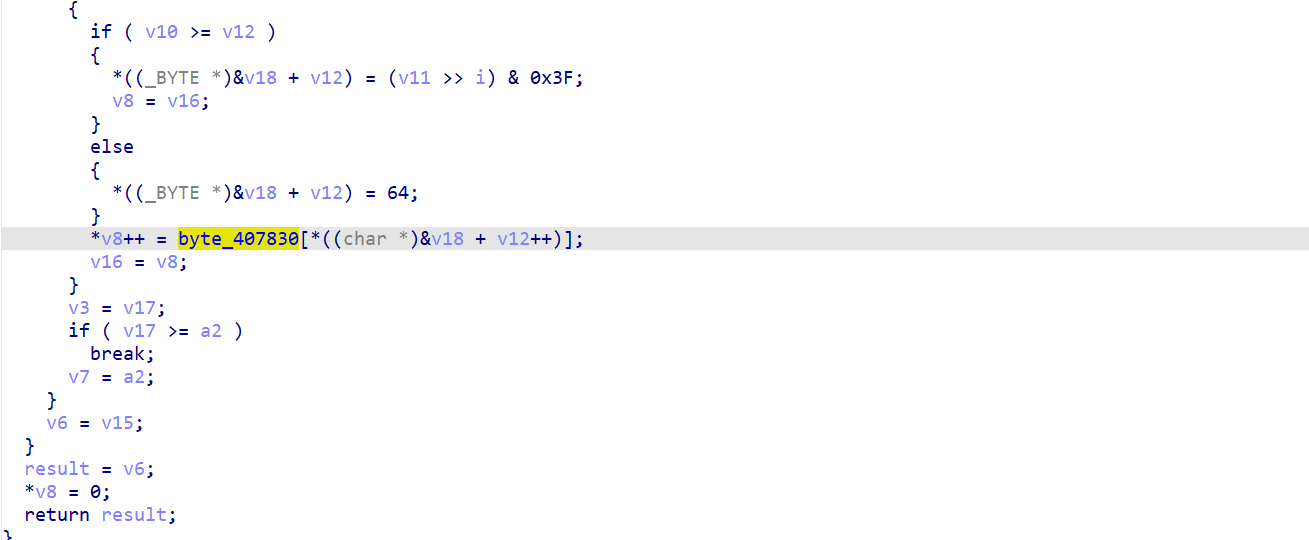 {
if ( v10 >= v12 )
{
*((_BYTE *)&v18 + v12) = (v11 >> i) & 0x3F;
v8 = v16;
}
else
{
*((_BYTE *)&v18 + v12) = 64;
}
*v8++ = byte_407830[*((char *)&v18 + v12++)];
v16 = v8;
}
v3 = v17;
if ( v17 >= a2 )
break;
v7 = a2;
}
v6 = v15;
}
result = v6;
*v8 = 0;
return result;
}